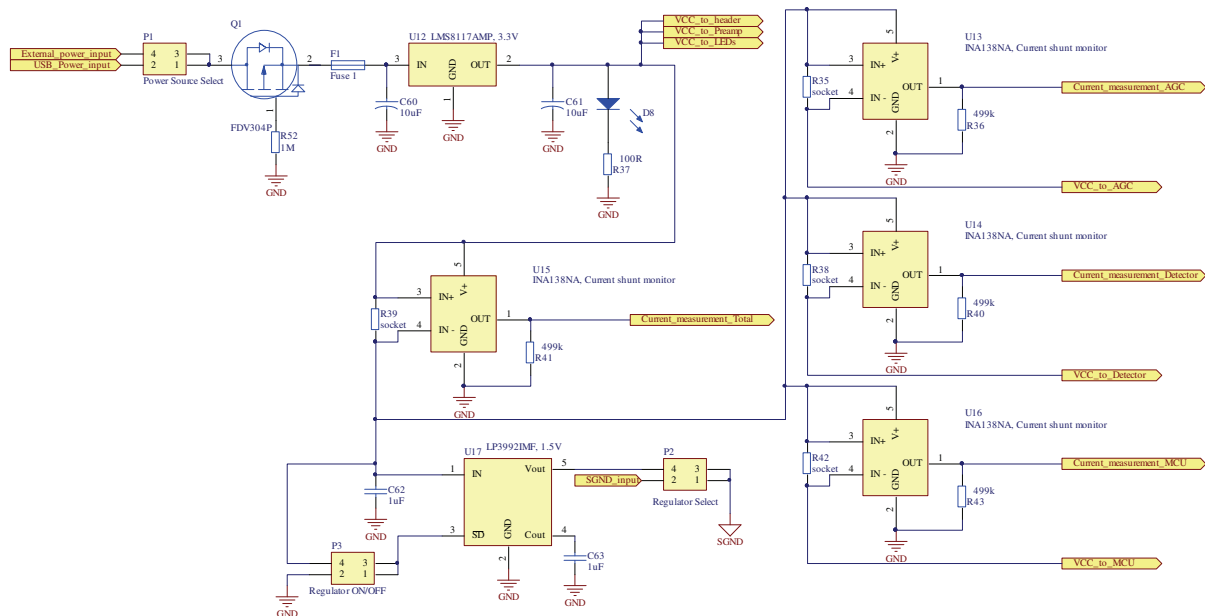 P1
External_power_input
USB_Power_input
4 3
2 1
Power Source Select
Q1
3
2
1
FDV304P
R52
1M
GND
F1
Fuse 1
U12 LMS8117AMP, 3.3V
3
IN
OUT
2
GND
1
GND
C60
10uF
GND
C61
10uF
GND
D8
100R
R37
GND
VCC_to_header
VCC_to_Preamp
VCC_to_LEDs
U13
INA138NA, Current shunt monitor
5
V+
3
IN+
4
IN -
OUT
1
GND
2
R35
socket
499k
R36
GND
Current_measurement_AGC
VCC_to_AGC
U14
INA138NA, Current shunt monitor
5
V+
3
IN+
4
IN -
OUT
1
GND
2
R38
socket
499k
R40
GND
Current_measurement_Detector
VCC_to_Detector
U15
INA138NA, Current shunt monitor
5
V+
3
IN+
4
IN -
OUT
1
GND
2
R39
socket
499k
R41
GND
Current_measurement_Total
U16
INA138NA, Current shunt monitor
5
V+
3
IN+
4
IN -
OUT
1
GND
2
R42
socket
499k
R43
GND
Current_measurement_MCU
VCC_to_MCU
U17
LP3992IMF, 1.5V
1
IN
Vout
5
3
SD
GND
Cout
4
2
GND
C62
1uF
GND
C63
1uF
GND
P2
4 3
2 1
SGND_input
Regulator Select
SGND
P3
4 3
2 1
Regulator ON/OFF
GND